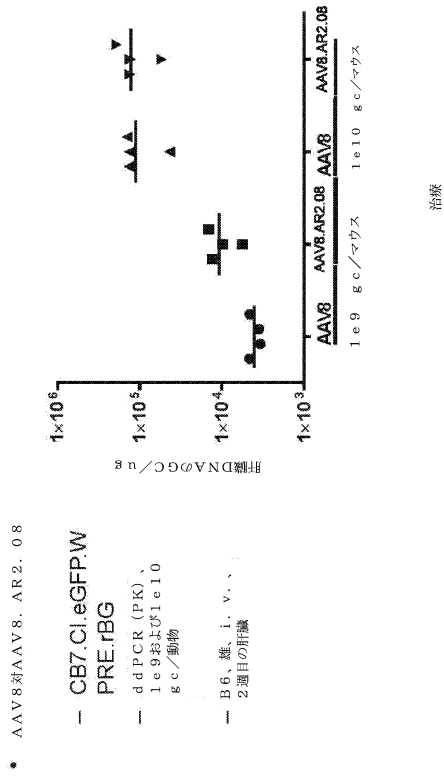 • AAV8対AAV8．AR2．08
— CB7.CI.eGFP.W
PRE.rBG
— ddPCR（PK）、
1e9および1e10
gc／動物
— B6、雄、i．v．、
2週目の肝臓
肝臓DNAのGC／ug
1×10⁶
1×10⁵
1×10⁴
1×10³
AAV8
AAV8.AR2.08
AAV8
AAV8.AR2.08
1e9 gc／マウス
1e10 gc／マウス
治療